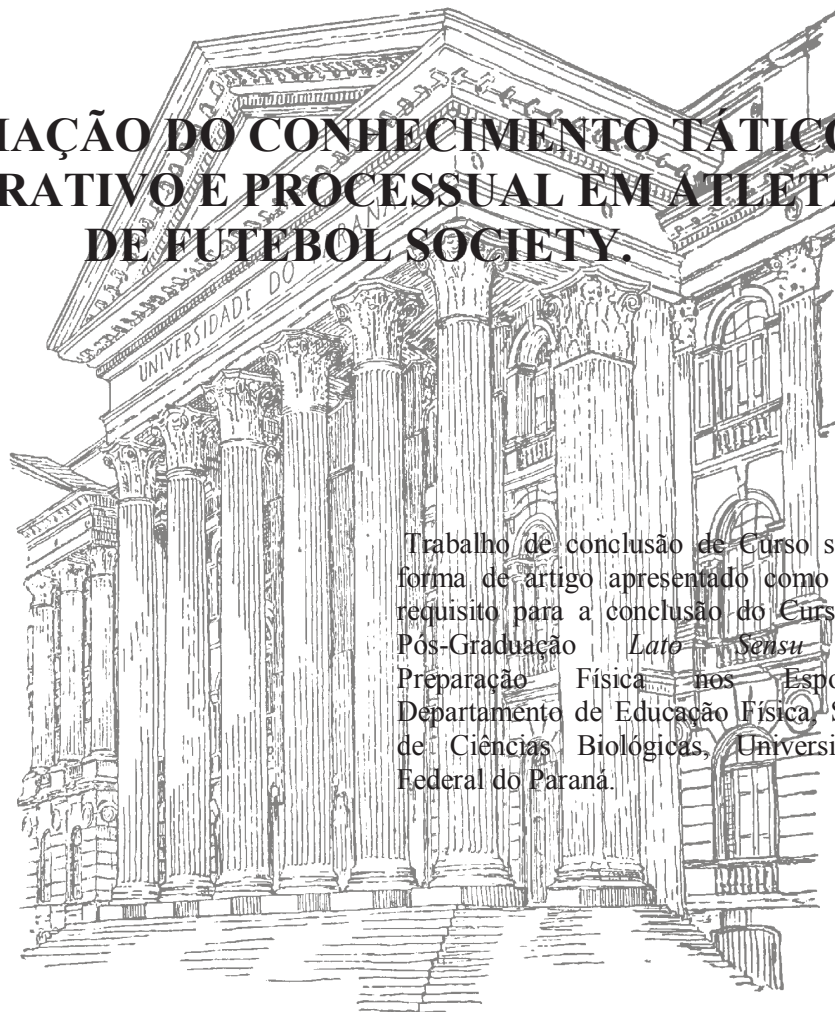 IAÇÃO DO CONHECIMENTO TÁTICO
RATIVO E PROCESSUAL EM ATLETA
DE FUTEBOL SOCIETY.
UNIVERSIDADE DO PARANÁ
Trabalho de conclusão de Curso s
forma de artigo apresentado como
requisito para a conclusão do Curs
Pós-Graduação Lato Sensu
Preparação Física nos Espo
Departamento de Educação Física, S
de Ciências Biológicas, Universi
Federal do Paraná.